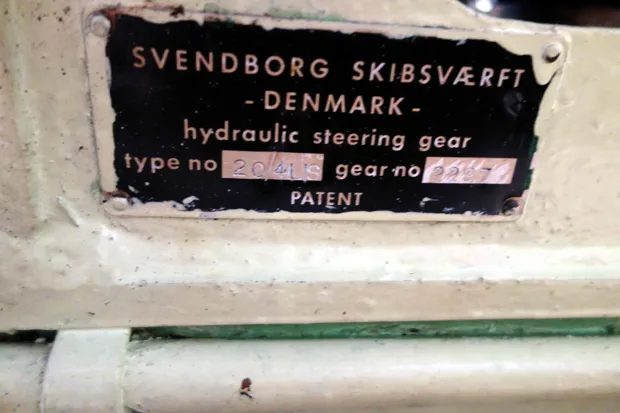 SVENDBORG SKIBSVÆRFT
- DENMARK -
hydraulic steering gear
type no gear no
PATENT